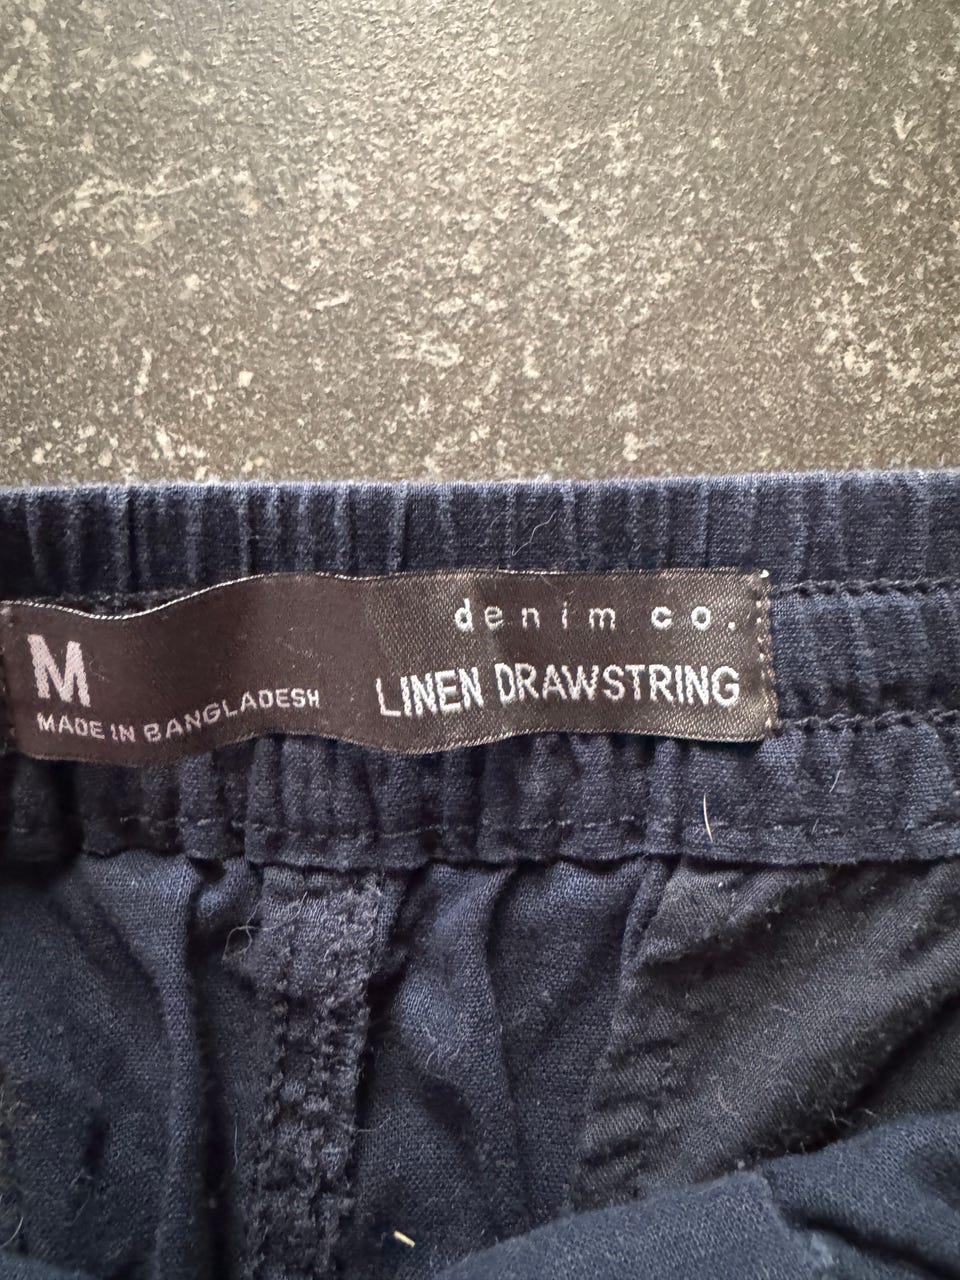 M
MADE IN BANGLADESH
denim co.
LINEN DRAWSTRING